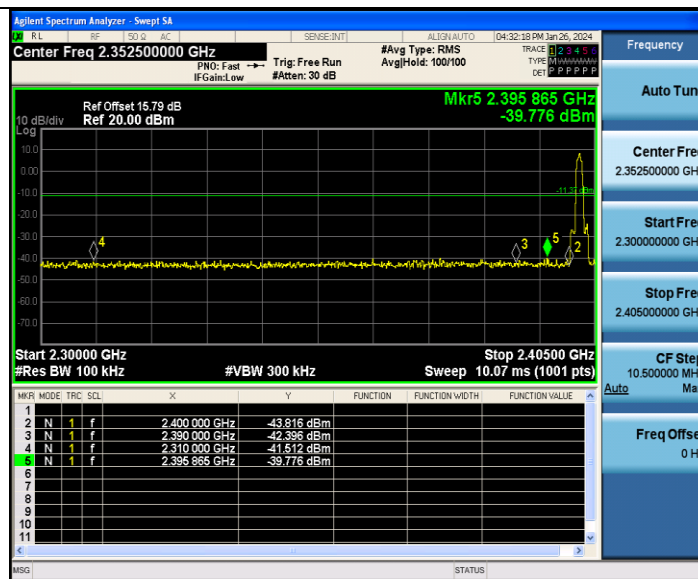 Agilent Spectrum Analyzer - Swept SA
RL RF 50 Ω AC SENSE:INT ALIGNAUTO 04:32:18 PM Jan 26, 2024
Center Freq 2.352500000 GHz
#Avg Type: RMS
TRACE 1 2 3 4 5 6
PNO: Fast Trig: Free Run Avg|Hold: 100/100
TYPE M
IFGain:Low #Atten: 30 dB
DET P P P P P P
Mkr5 2.395 865 GHz
-39.776 dBm
Ref Offset 15.79 dB
10 dB/div Ref 20.00 dBm
Log
10.0
0.00
-10.0
-20.0
-30.0
-40.0
-50.0
-60.0
-70.0
4
3
5
2
Start 2.30000 GHz Stop 2.40500 GHz
#Res BW 100 kHz #VBW 300 kHz Sweep 10.07 ms (1001 pts)
MKR MODE TRC SCL X Y FUNCTION FUNCTION WIDTH FUNCTION VALUE
1
2 N 1 f 2.400 000 GHz -43.816 dBm
3 N 1 f 2.390 000 GHz -42.396 dBm
4 N 1 f 2.310 000 GHz -41.512 dBm
5 N 1 f 2.395 865 GHz -39.776 dBm
6
7
8
9
10
11
MSG STATUS
Frequency
Auto Tun
Center Fre
2.352500000 GH
Start Fre
2.300000000 GH
Stop Fre
2.405000000 GH
CF Step
10.500000 MH
Auto Ma
Freq Offse
0 H